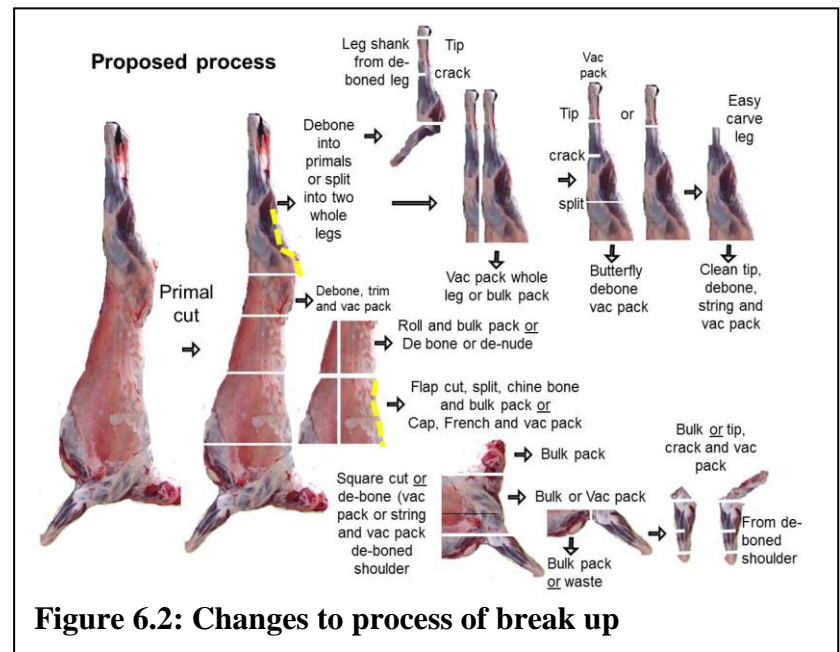 Proposed process
Leg shank
from de-
boned leg
Tip
crack
Debone
into
primals
or split
into two
whole
legs
Vac
pack
Tip
or
crack
split
Easy
carve
leg
Primal
cut
Debone, trim
and vac pack
Vac pack whole
leg or bulk pack
Butterfly
debone
vac pack
Clean tip,
debone,
string and
vac pack
Roll and bulk pack or
De bone or de-nude
Flap cut, split, chine bone
and bulk pack or
Cap, French and vac pack
Square cut or
de-bone (vac
pack or string
and vac pack
de-boned
shoulder
Bulk pack
Bulk or Vac pack
Bulk pack
or waste
Bulk or tip,
crack and vac
pack
From de-
boned
shoulder
Figure 6.2: Changes to process of break up